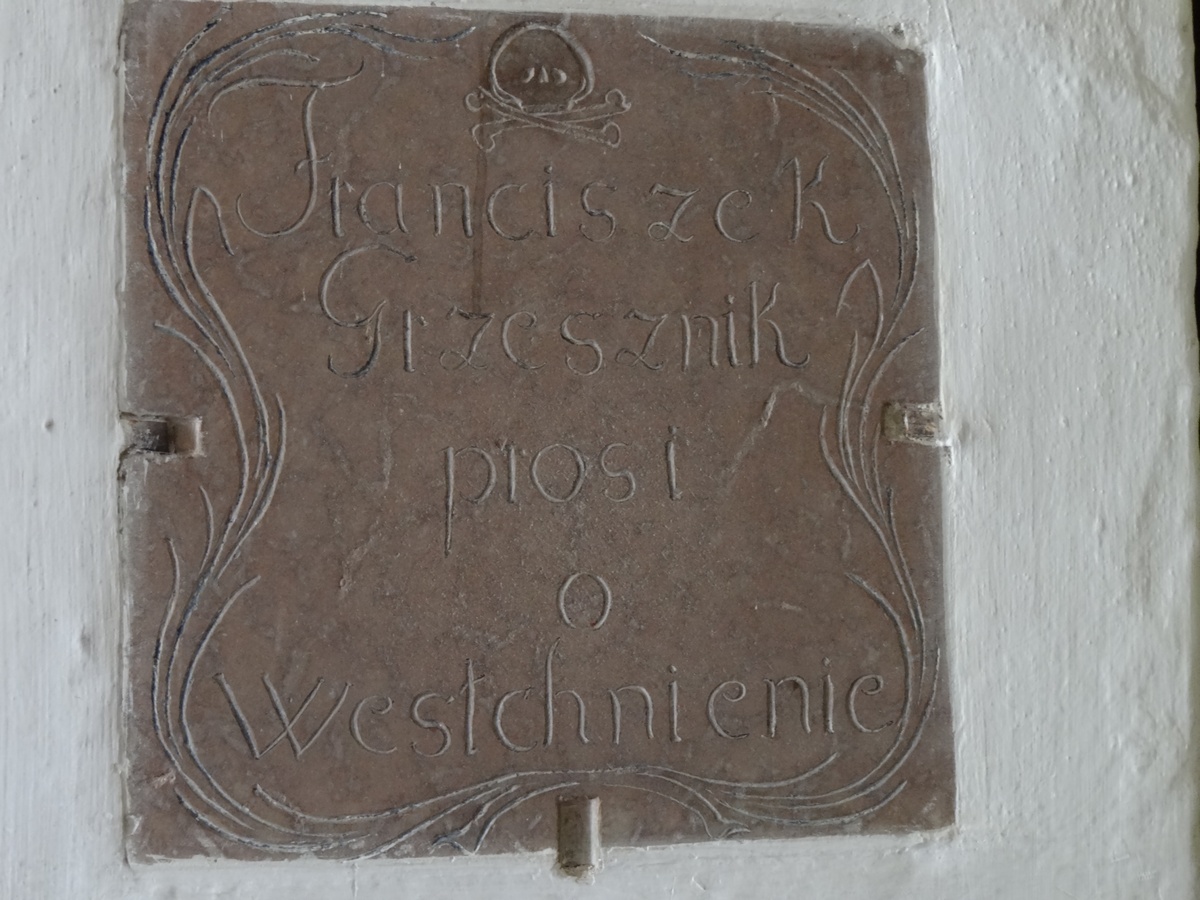 Franciszek
Grzesznik
prosi
o
Westchnienie